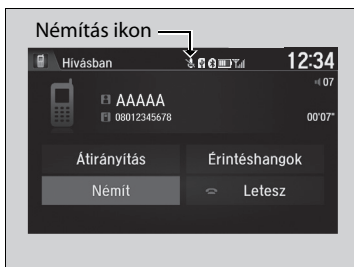 Némítás ikon
Hívásban 12:34
07
AAAAA
08012345678 00'07"
Átirányítás Érintéshangok
Némít Letesz